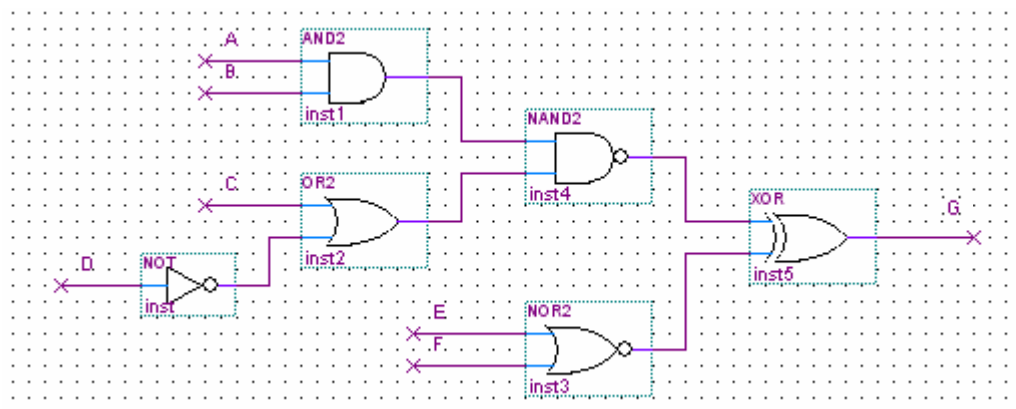 A.
AND2
B.
inst1
NAND2
inst4
C.
OR2
inst2
XOR
G.
inst5
D.
NOT
inst
E.
NOR2
F.
inst3